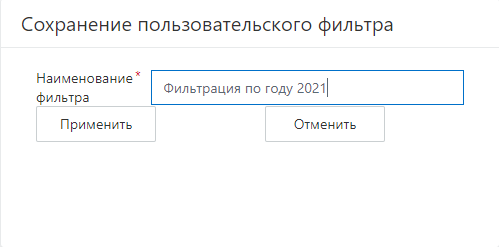 Сохранение пользовательского фильтра
Наименование * Фильтрация по году 2021
фильтра
Применить Отменить